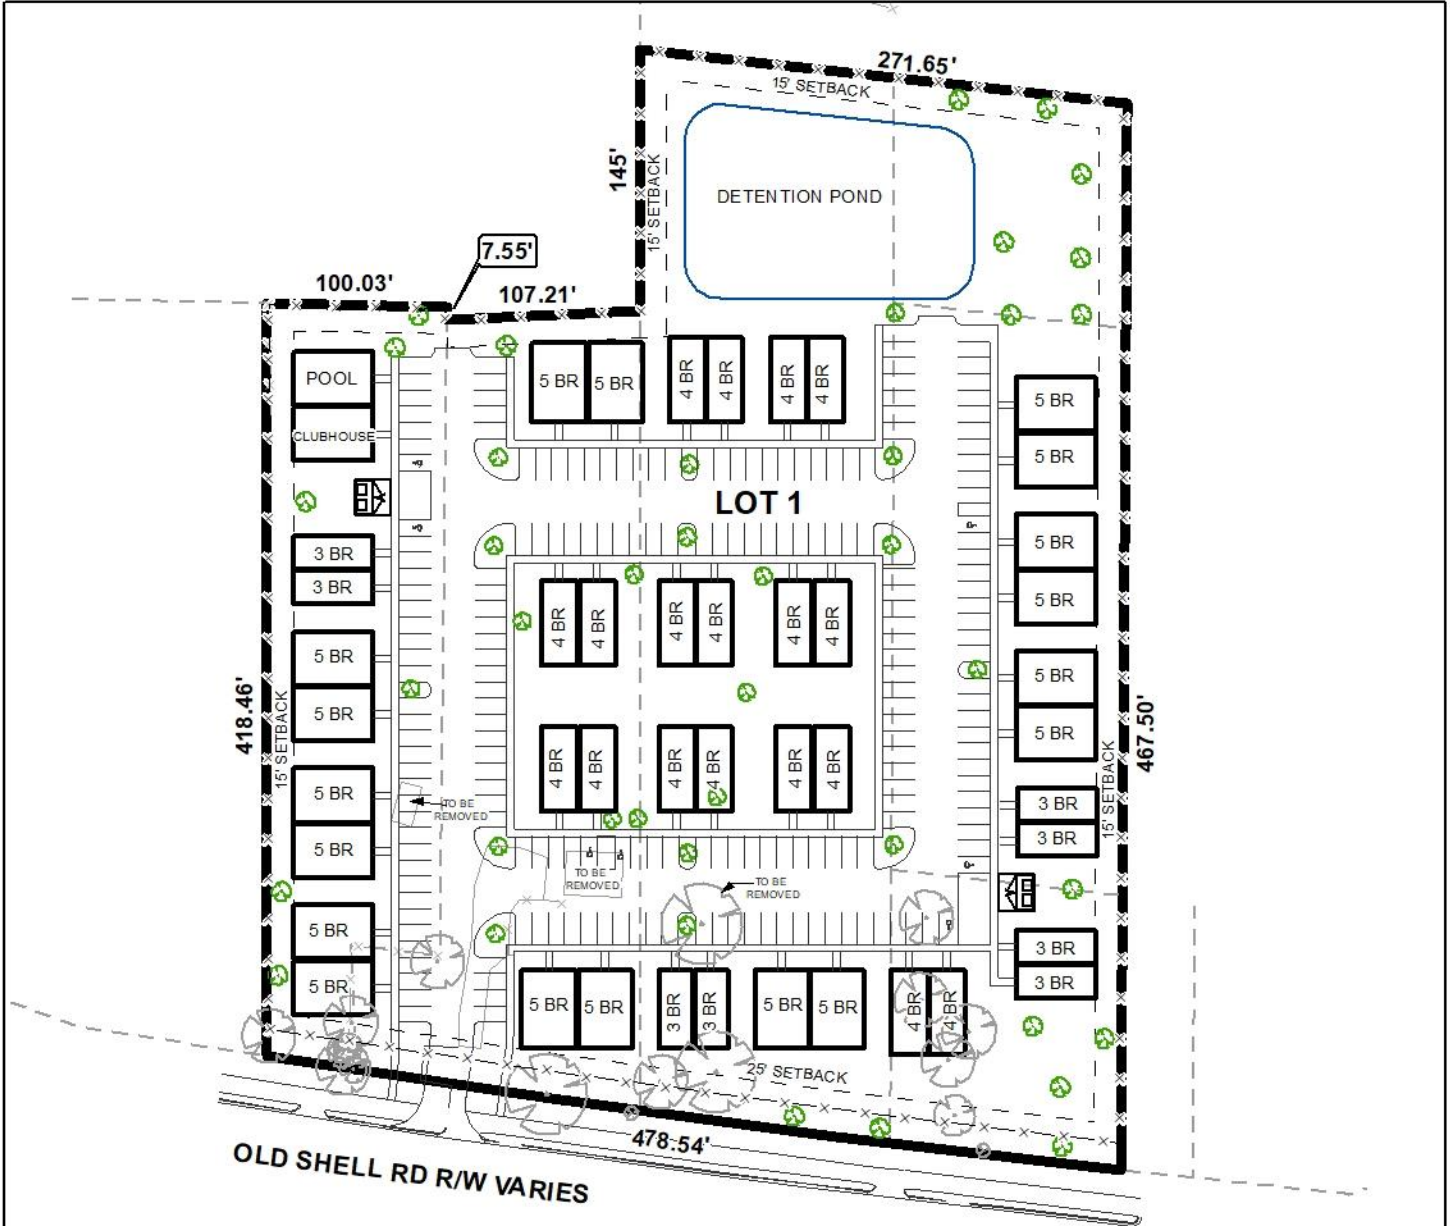 271.65'
15' SETBACK
145'
15' SETBACK
DETENTION POND
7.55'
100.03'
107.21'
POOL
CLUBHOUSE
5 BR
5 BR
4 BR
4 BR
4 BR
4 BR
5 BR
5 BR
LOT 1
3 BR
3 BR
5 BR
5 BR
4 BR
4 BR
4 BR
4 BR
4 BR
4 BR
5 BR
5 BR
5 BR
5 BR
418.46'
15' SETBACK
467.50'
15' SETBACK
4 BR
4 BR
4 BR
4 BR
4 BR
4 BR
5 BR
5 BR
TO BE
REMOVED
3 BR
3 BR
TO BE
REMOVED
TO BE
REMOVED
5 BR
5 BR
3 BR
3 BR
5 BR
5 BR
3 BR
3 BR
5 BR
5 BR
4 BR
4 BR
25' SETBACK
478.54'
OLD SHELL RD R/W VARIES